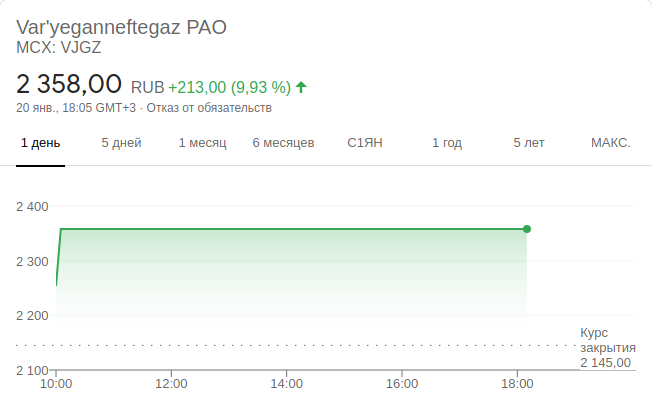 Var'yeganneftegaz PAO
MCX: VJGZ
2 358,00 RUB +213,00 (9,93 %)
20 янв., 18:05 GMT+3 · Отказ от обязательств
1 день 5 дней 1 месяц 6 месяцев С1ЯН 1 год 5 лет МАКС.
2 400
2 300
2 200
Курс
закрытия
2 145,00
2 100
10:00 12:00 14:00 16:00 18:00